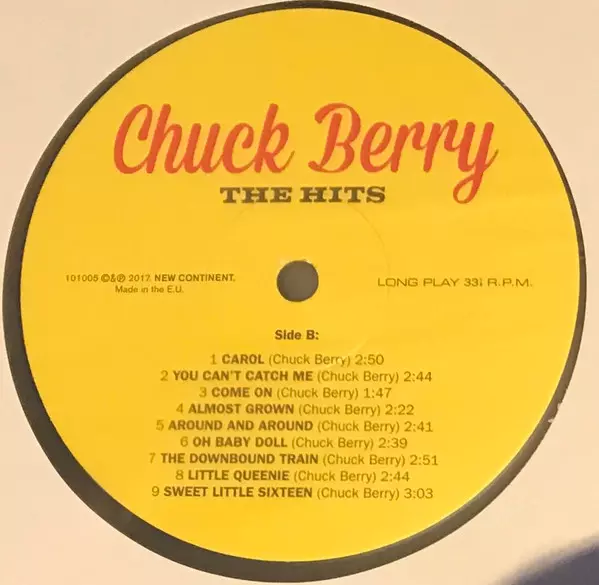 Chuck Berry
THE HITS
101005 ©&℗ 2017. NEW CONTINENT.
Made in the E.U.
LONG PLAY 33⅓ R.P.M.
Side B:
1 CAROL (Chuck Berry) 2:50
2 YOU CAN'T CATCH ME (Chuck Berry) 2:44
3 COME ON (Chuck Berry) 1:47
4 ALMOST GROWN (Chuck Berry) 2:22
5 AROUND AND AROUND (Chuck Berry) 2:41
6 OH BABY DOLL (Chuck Berry) 2:39
7 THE DOWNBOUND TRAIN (Chuck Berry) 2:51
8 LITTLE QUEENIE (Chuck Berry) 2:44
9 SWEET LITTLE SIXTEEN (Chuck Berry) 3:03